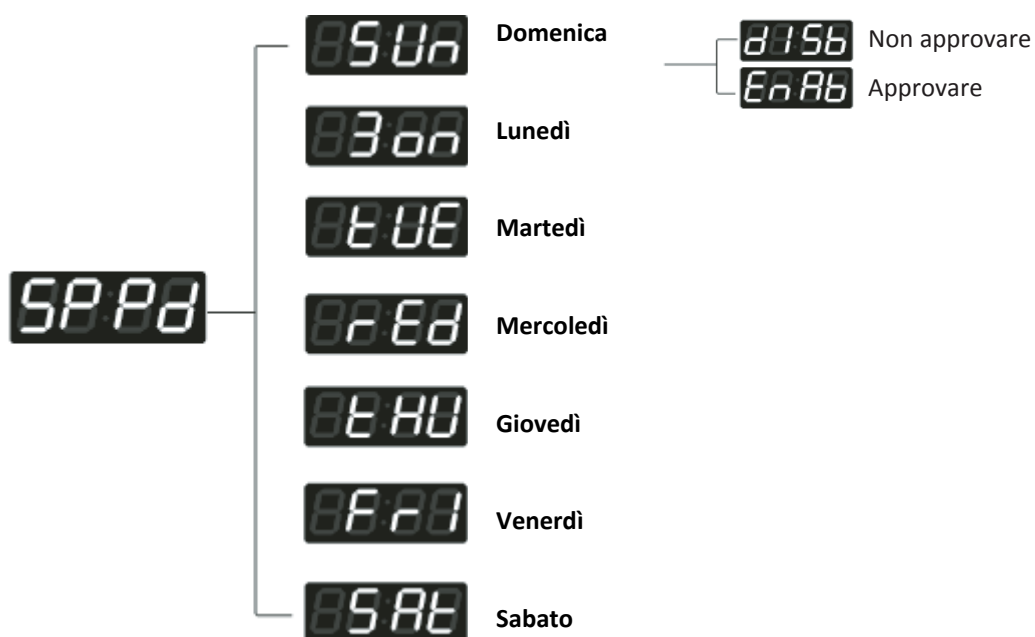 SUn Domenica
dISb Non approvare
EnAb Approvare
3on Lunedì
tUE Martedì
SPPd
rEd Mercoledì
tHU Giovedì
FrI Venerdì
SAt Sabato